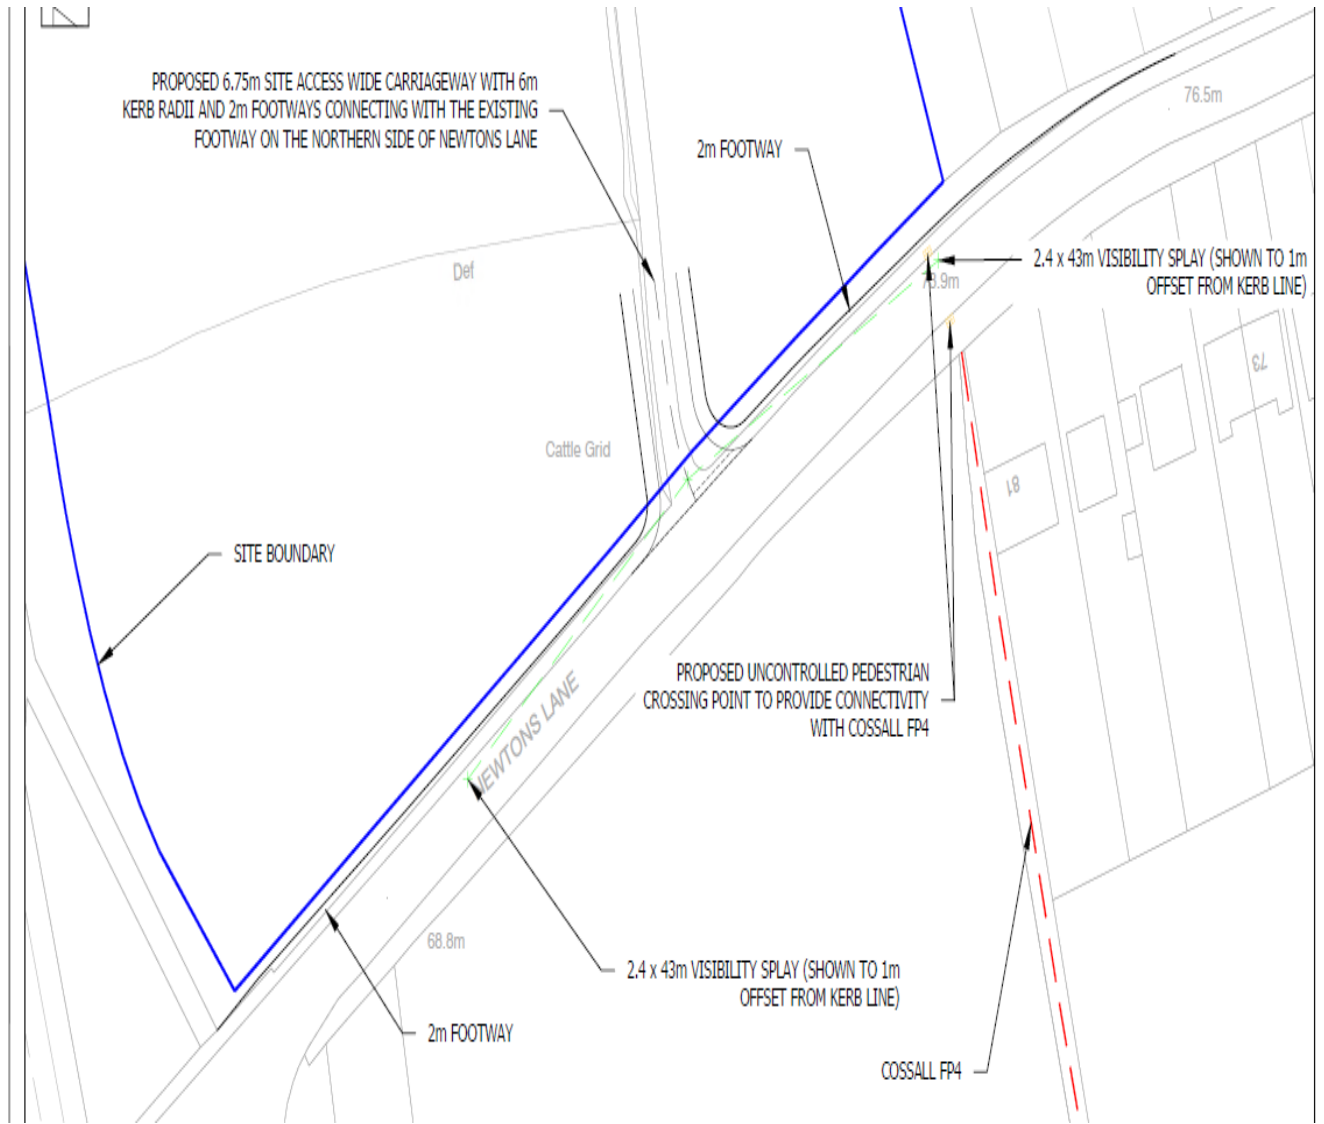 PROPOSED 6.75m SITE ACCESS WIDE CARRIAGEWAY WITH 6m
KERB RADII AND 2m FOOTWAYS CONNECTING WITH THE EXISTING
FOOTWAY ON THE NORTHERN SIDE OF NEWTONS LANE
76.5m
2m FOOTWAY
2.4 x 43m VISIBILITY SPLAY (SHOWN TO 1m
OFFSET FROM KERB LINE)
Def
73
Cattle Grid
81
SITE BOUNDARY
PROPOSED UNCONTROLLED PEDESTRIAN
CROSSING POINT TO PROVIDE CONNECTIVITY
WITH COSSALL FP4
NEWTONS LANE
68.8m
2.4 x 43m VISIBILITY SPLAY (SHOWN TO 1m
OFFSET FROM KERB LINE)
2m FOOTWAY
COSSALL FP4